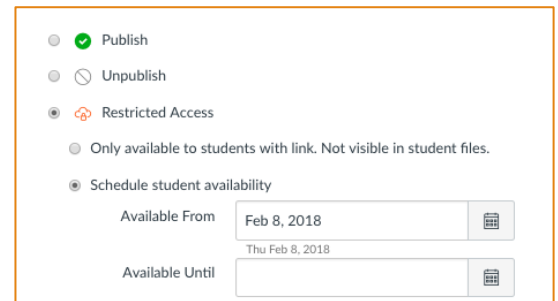 Publish
Unpublish
Restricted Access
Only available to students with link. Not visible in student files.
Schedule student availability
Available From Feb 8, 2018
Thu Feb 8, 2018
Available Until